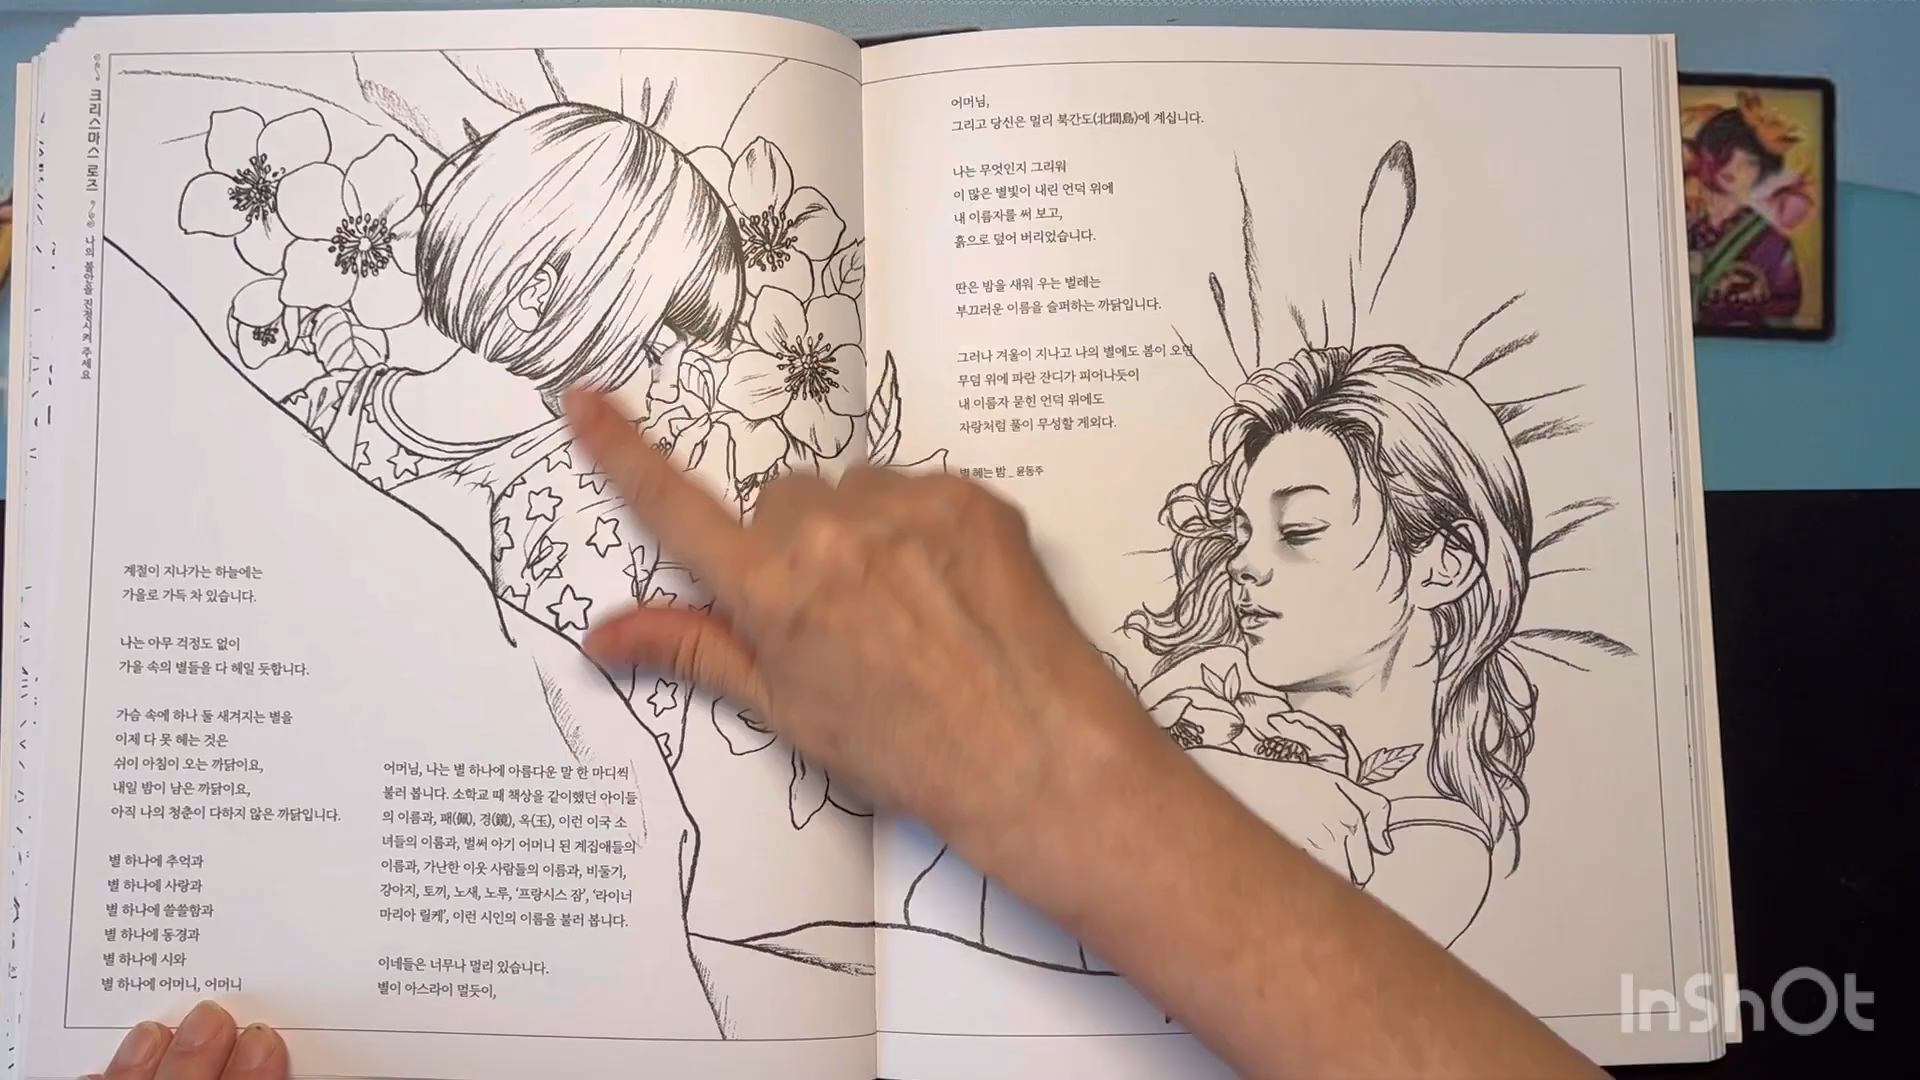 크리스마스 로즈
나의 불안을 진정시켜 주세요
계절이 지나가는 하늘에는
가을로 가득 차 있습니다.
나는 아무 걱정도 없이
가을 속의 별들을 다 헤일 듯합니다.
가슴 속에 하나 둘 새겨지는 별을
이제 다 못 헤는 것은
쉬이 아침이 오는 까닭이요,
내일 밤이 남은 까닭이요,
아직 나의 청춘이 다하지 않은 까닭입니다.
별 하나에 추억과
별 하나에 사랑과
별 하나에 쓸쓸함과
별 하나에 동경과
별 하나에 시와
별 하나에 어머니, 어머니
어머님, 나는 별 하나에 아름다운 말 한 마디씩
불러 봅니다. 소학교 때 책상을 같이했던 아이들
의 이름과, 패(佩), 경(鏡), 옥(玉), 이런 이국 소
녀들의 이름과, 벌써 아기 어머니 된 계집애들의
이름과, 가난한 이웃 사람들의 이름과, 비둘기,
강아지, 토끼, 노새, 노루, ‘프랑시스 잠’, ‘라이너
마리아 릴케’, 이런 시인의 이름을 불러 봅니다.
이네들은 너무나 멀리 있습니다.
별이 아스라이 멀듯이,
어머님,
그리고 당신은 멀리 북간도(北間島)에 계십니다.
나는 무엇인지 그리워
이 많은 별빛이 내린 언덕 위에
내 이름자를 써 보고,
흙으로 덮어 버리었습니다.
딴은 밤을 새워 우는 벌레는
부끄러운 이름을 슬퍼하는 까닭입니다.
그러나 겨울이 지나고 나의 별에도 봄이 오면
무덤 위에 파란 잔디가 피어나듯이
내 이름자 묻힌 언덕 위에도
자랑처럼 풀이 무성할 게외다.
별 헤는 밤 _ 윤동주
InShOt